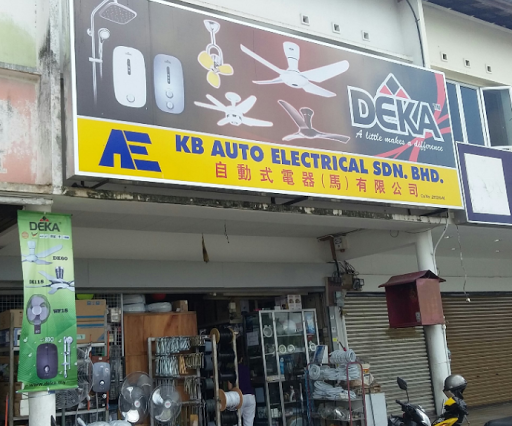 DEKA
A little makes a difference
AE
KB AUTO ELECTRICAL SDN. BHD.
自動式電器(馬)有限公司
DEKA